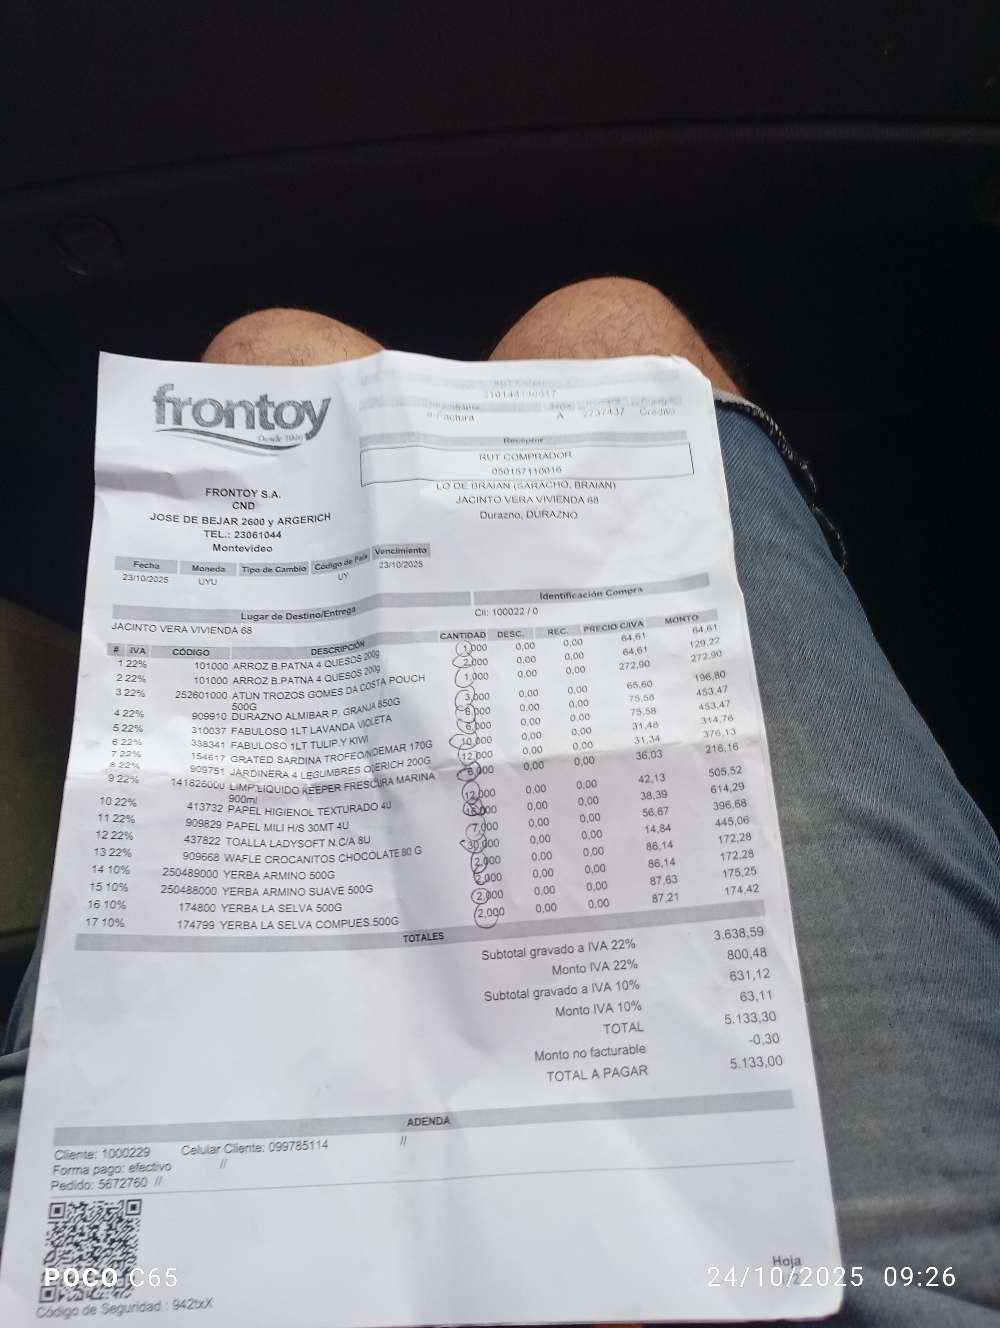 frontoy
Desde 1946
RUT
e-Factura A 2737437 Crédito
Receptor
RUT COMPRADOR
050157110016
LO DE BRAIAN (SARACHO, BRAIAN)
JACINTO VERA VIVIENDA 68
Durazno, DURAZNO
FRONTOY S.A.
CND
JOSE DE BEJAR 2600 y ARGERICH
TEL.: 23061044
Montevideo
Fecha Moneda Tipo de Cambio Código de País Vencimiento
23/10/2025 UYU UY 23/10/2025
Lugar de Destino/Entrega Identificación Compra
JACINTO VERA VIVIENDA 68 Cli: 100022 / 0
# IVA CÓDIGO DESCRIPCIÓN CANTIDAD DESC. REC. PRECIO C/IVA MONTO
1 22% 101000 ARROZ B.PATNA 4 QUESOS 200g 1,000 0,00 0,00 64,61 64,61
2 22% 101000 ARROZ B.PATNA 4 QUESOS 200g 2,000 0,00 0,00 64,61 129,22
3 22% 252601000 ATUN TROZOS GOMES DA COSTA POUCH 1,000 0,00 0,00 272,90 272,90
500G
4 22% 909910 DURAZNO ALMIBAR P. GRANJA 850G 3,000 0,00 0,00 65,60 196,80
5 22% 310037 FABULOSO 1LT LAVANDA VIOLETA 6,000 0,00 0,00 75,58 453,47
6 22% 338341 FABULOSO 1LT TULIP.Y KIWI 6,000 0,00 0,00 75,58 453,47
7 22% 154617 GRATED SARDINA TROFEO/NDEMAR 170G 10,000 0,00 0,00 31,48 314,76
8 22% 909751 JARDINERA 4 LEGUMBRES ODERICH 200G 12,000 0,00 0,00 31,34 376,13
9 22% 141826000 LIMP.LIQUIDO KEEPER FRESCURA MARINA 6,000 0,00 0,00 36,03 216,16
900ml
10 22% 413732 PAPEL HIGIENOL TEXTURADO 4U 12,000 0,00 0,00 42,13 505,52
11 22% 909829 PAPEL MILI H/S 30MT 4U 16,000 0,00 0,00 38,39 614,29
12 22% 437822 TOALLA LADYSOFT N.C/A 8U 7,000 0,00 0,00 56,67 396,68
13 22% 909668 WAFLE CROCANITOS CHOCOLATE 80 G 30,000 0,00 0,00 14,84 445,06
14 10% 250489000 YERBA ARMINO 500G 2,000 0,00 0,00 86,14 172,28
15 10% 250488000 YERBA ARMINO SUAVE 500G 2,000 0,00 0,00 86,14 172,28
16 10% 174800 YERBA LA SELVA 500G 2,000 0,00 0,00 87,63 175,25
17 10% 174799 YERBA LA SELVA COMPUES.500G 2,000 0,00 0,00 87,21 174,42
TOTALES
Subtotal gravado a IVA 22% 3.638,59
Monto IVA 22% 800,48
Subtotal gravado a IVA 10% 631,12
Monto IVA 10% 63,11
TOTAL 5.133,30
Monto no facturable -0,30
TOTAL A PAGAR 5.133,00
ADENDA
Cliente: 1000229 Celular Cliente: 099785114 //
Forma pago: efectivo //
Pedido: 5672760 //
Hoja
POCO C65
24/10/2025 09:26
Código de Seguridad : 942txX